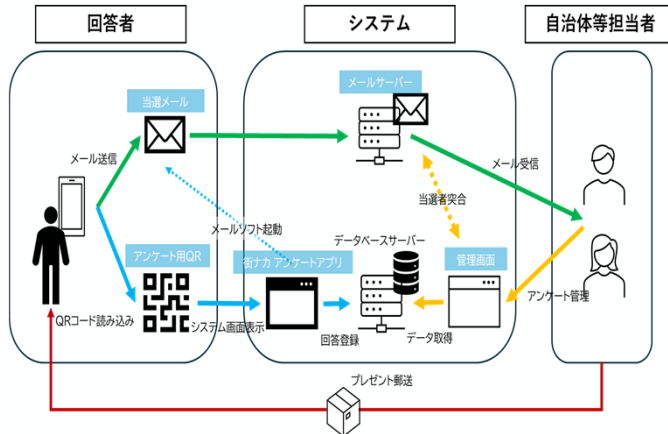 回答者
システム
自治体等担当者
当選メール
メールサーバー
メール送信
メール受信
当選者突合
メールソフト起動
データベースサーバー
アンケート用QR
街ナカ アンケートアプリ
管理画面
アンケート管理
QRコード読み込み
システム画面表示
回答登録
データ取得
プレゼント郵送